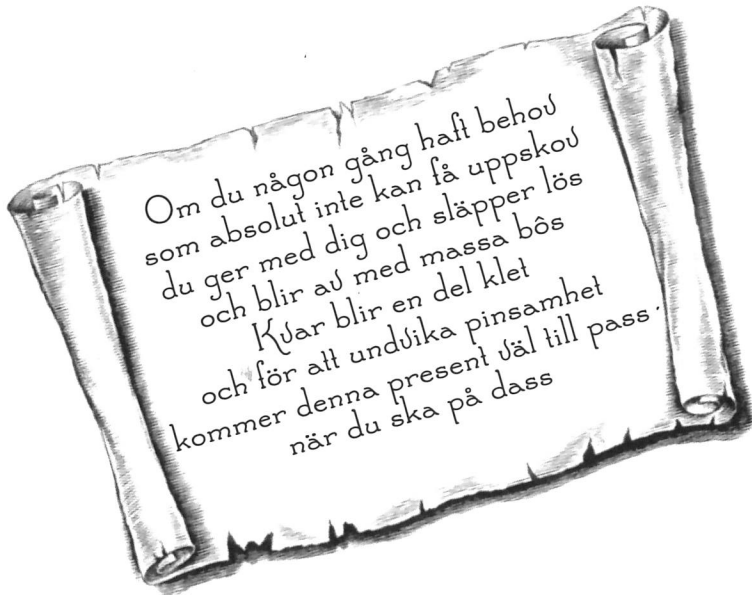 Om du någon gång haft behov
som absolut inte kan få uppskov
du ger med dig och släpper lös
och blir av med massa bôs
Kvar blir en del klet
och för att undvika pinsamhet
kommer denna present väl till pass
när du ska på dass